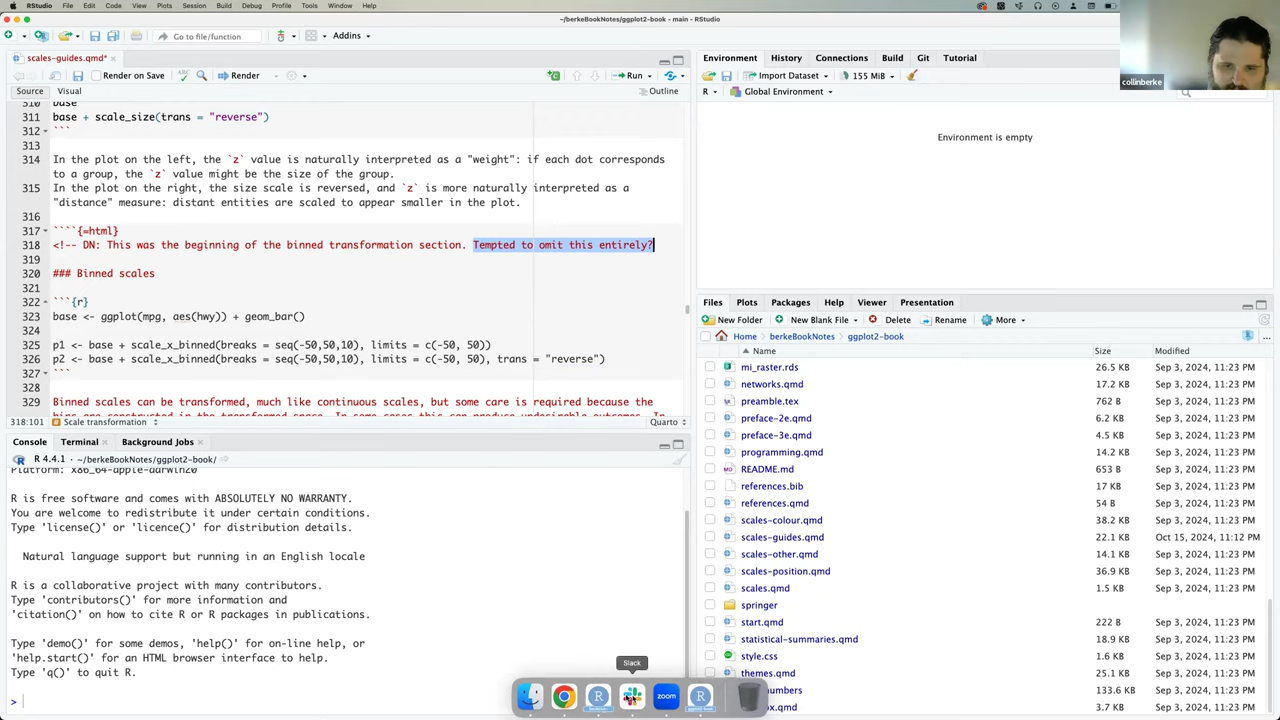 RStudio File Edit Code View Plots Session Build Debug Profile Tools Window Help
~/berkeBookNotes/ggplot2-book - main - RStudio
Go to file/function Addins
scales-guides.qmd*
Render on Save Render Run
Source Visual Outline
310 base
311 base + scale_size(trans = "reverse")
312 ```
313
314 In the plot on the left, the `z` value is naturally interpreted as a "weight": if each dot corresponds
to a group, the `z` value might be the size of the group.
315 In the plot on the right, the size scale is reversed, and `z` is more naturally interpreted as a
"distance" measure: distant entities are scaled to appear smaller in the plot.
316
317 ````{=html}
318 <!-- DN: This was the beginning of the binned transformation section. Tempted to omit this entirely?
319
320 ### Binned scales
321
322 ```{r}
323 base <- ggplot(mpg, aes(hwy)) + geom_bar()
324
325 p1 <- base + scale_x_binned(breaks = seq(-50,50,10), limits = c(-50, 50))
326 p2 <- base + scale_x_binned(breaks = seq(-50,50,10), limits = c(-50, 50), trans = "reverse")
327 ```
328
329 Binned scales can be transformed, much like continuous scales, but some care is required because the
bins are constructed in the transformed space. In some cases this can produce undesirable outcomes. In
318:101 Scale transformation Quarto
Console Terminal Background Jobs
R 4.4.1 · ~/berkeBookNotes/ggplot2-book/
Platform: x86_64-apple-darwin20
R is free software and comes with ABSOLUTELY NO WARRANTY.
You are welcome to redistribute it under certain conditions.
Type 'license()' or 'licence()' for distribution details.
Natural language support but running in an English locale
R is a collaborative project with many contributors.
Type 'contributors()' for more information and
'citation()' on how to cite R or R packages in publications.
Type 'demo()' for some demos, 'help()' for on-line help, or
'help.start()' for an HTML browser interface to help.
Type 'q()' to quit R.
>
Environment History Connections Build Git Tutorial
Import Dataset 155 MiB
R Global Environment
Environment is empty
collinberke
Files Plots Packages Help Viewer Presentation
New Folder New Blank File Delete Rename More
Home berkeBookNotes ggplot2-book
Name Size Modified
mi_raster.rds 26.5 KB Sep 3, 2024, 11:23 PM
networks.qmd 17.2 KB Sep 3, 2024, 11:23 PM
preamble.tex 762 B Sep 3, 2024, 11:23 PM
preface-2e.qmd 6.2 KB Sep 3, 2024, 11:23 PM
preface-3e.qmd 4.5 KB Sep 3, 2024, 11:23 PM
programming.qmd 14.2 KB Sep 3, 2024, 11:23 PM
README.md 653 B Sep 3, 2024, 11:23 PM
references.bib 17 KB Sep 3, 2024, 11:23 PM
references.qmd 54 B Sep 3, 2024, 11:23 PM
scales-colour.qmd 38.2 KB Sep 3, 2024, 11:23 PM
scales-guides.qmd 22.1 KB Oct 15, 2024, 11:12 PM
scales-other.qmd 14.1 KB Sep 3, 2024, 11:23 PM
scales-position.qmd 36.9 KB Sep 3, 2024, 11:23 PM
scales.qmd 1.5 KB Sep 3, 2024, 11:23 PM
springer
start.qmd 222 B Sep 3, 2024, 11:23 PM
statistical-summaries.qmd 18.9 KB Sep 3, 2024, 11:23 PM
style.css 1.6 KB Sep 3, 2024, 11:23 PM
themes.qmd 25.1 KB Sep 3, 2024, 11:23 PM
umbers 6 KB Sep 3, 2024, 11:23 PM
ox.qmd 3.7 KB Sep 3, 2024, 11:23 PM
Slack
zoom